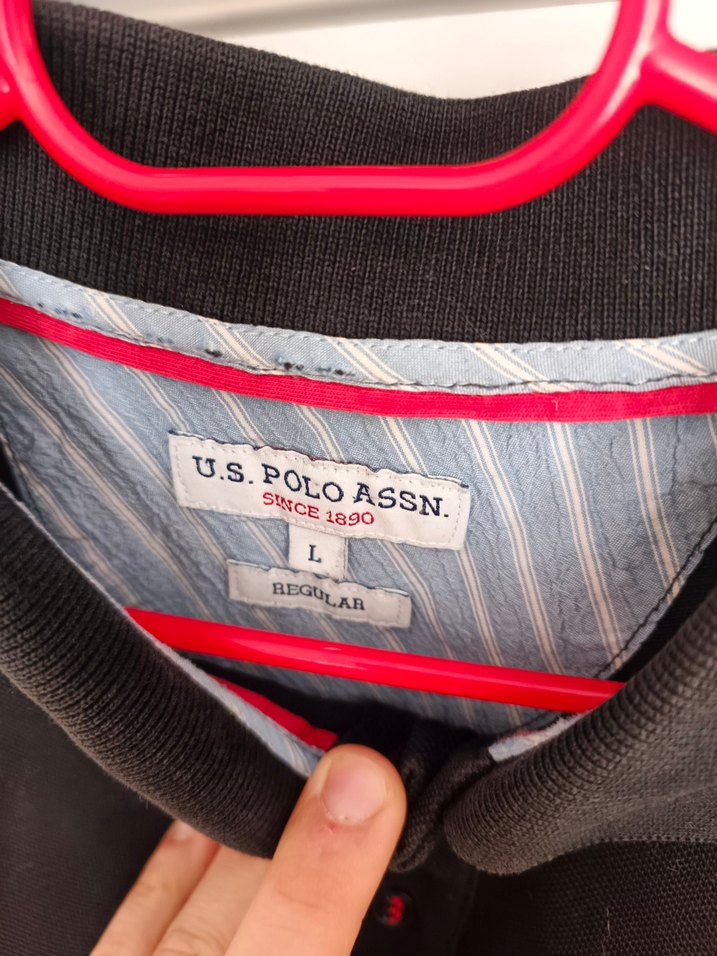 U.S. POLO ASSN.
SINCE 1890
L
REGULAR